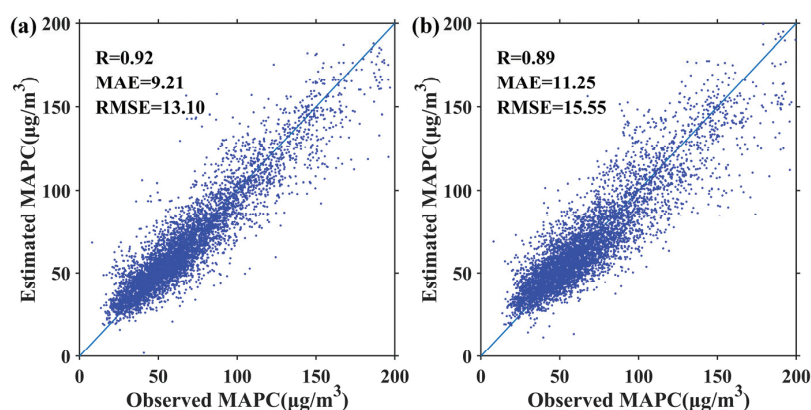 (a)
R=0.92
MAE=9.21
RMSE=13.10
Estimated MAPC(μg/m³)
200
150
100
50
0
0 50 100 150 200
Observed MAPC(μg/m³)
(b)
R=0.89
MAE=11.25
RMSE=15.55
Estimated MAPC(μg/m³)
200
150
100
50
0
0 50 100 150 200
Observed MAPC(μg/m³)